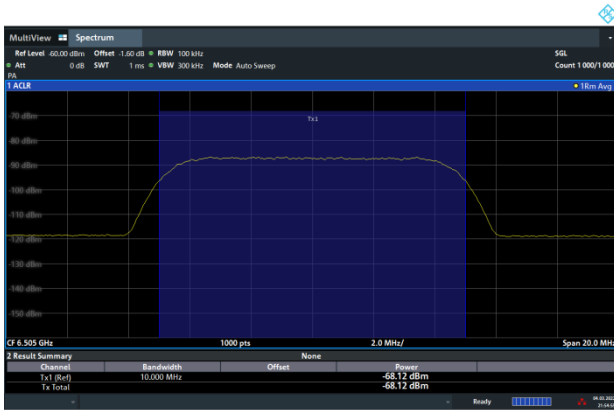 MultiView Spectrum
Ref Level -60.00 dBm Offset -1.60 dB RBW 100 kHz SGL
Att 0 dB SWT 1 ms VBW 300 kHz Mode Auto Sweep Count 1000/1000
PA
1 ACLR 1Rm Avg
Tx1
-70 dBm
-80 dBm
-90 dBm
-100 dBm
-110 dBm
-120 dBm
-130 dBm
-140 dBm
-150 dBm
CF 6.505 GHz 1000 pts 2.0 MHz/ Span 20.0 MHz
2 Result Summary None
Channel Bandwidth Offset Power
Tx1 (Ref) 10.000 MHz -68.12 dBm
Tx Total -68.12 dBm
Ready